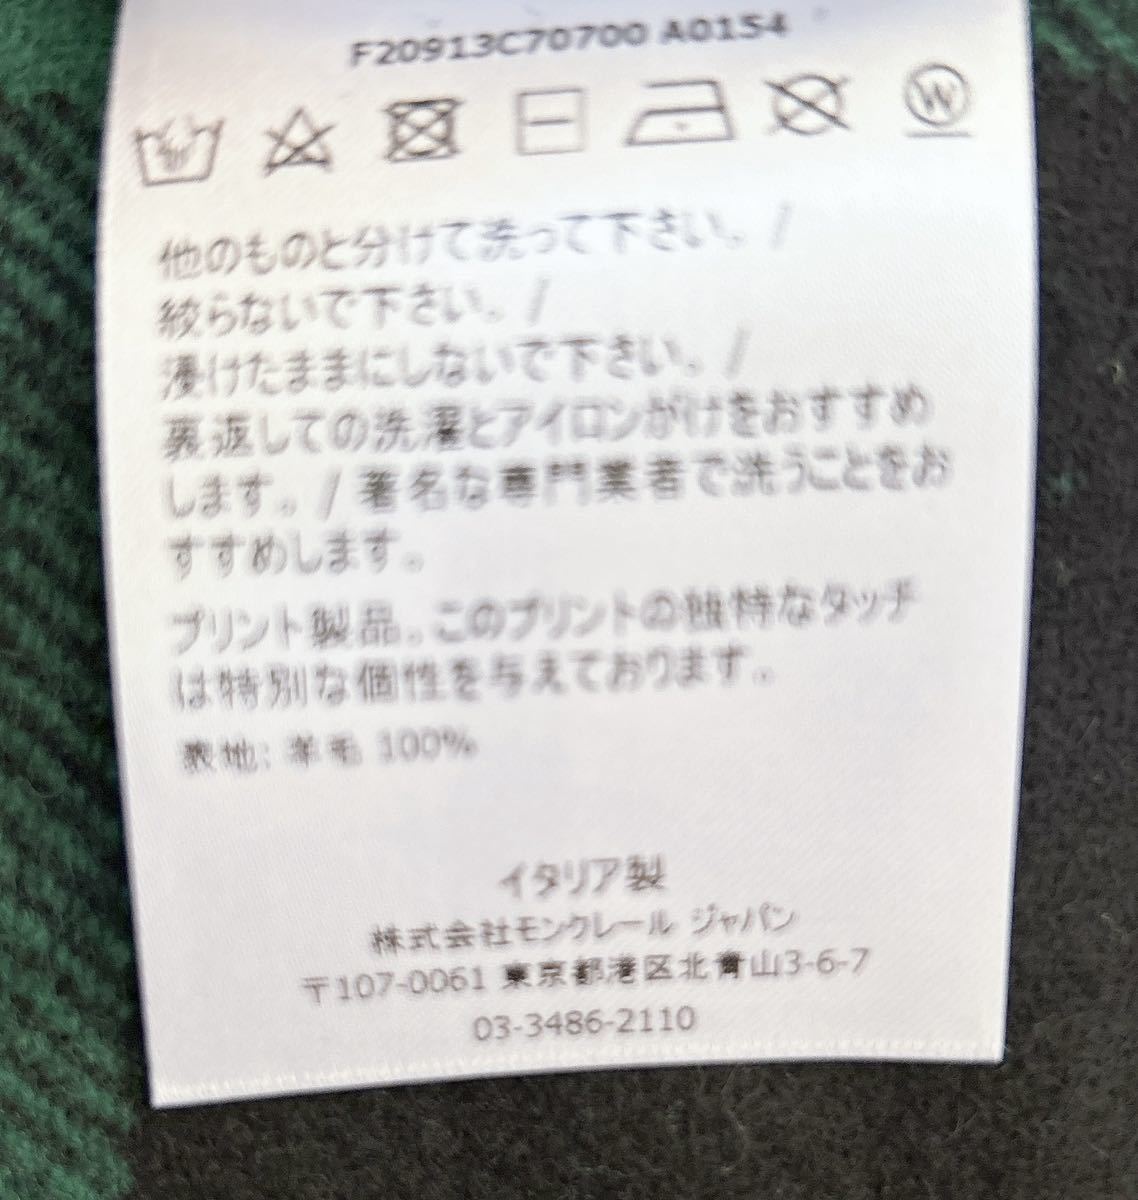 F20913C70700 A0154
W
他のものと分けて洗って下さい。/
絞らないで下さい。/
浸けたままにしないで下さい。/
裏返しての洗濯とアイロンがけをおすすめ
します。/ 著名な専門業者で洗うことをお
すすめします。
プリント製品。このプリントの独特なタッチ
は特別な個性を与えております。
表地: 羊毛 100%
イタリア製
株式会社モンクレール ジャパン
〒107-0061 東京都港区北青山3-6-7
03-3486-2110